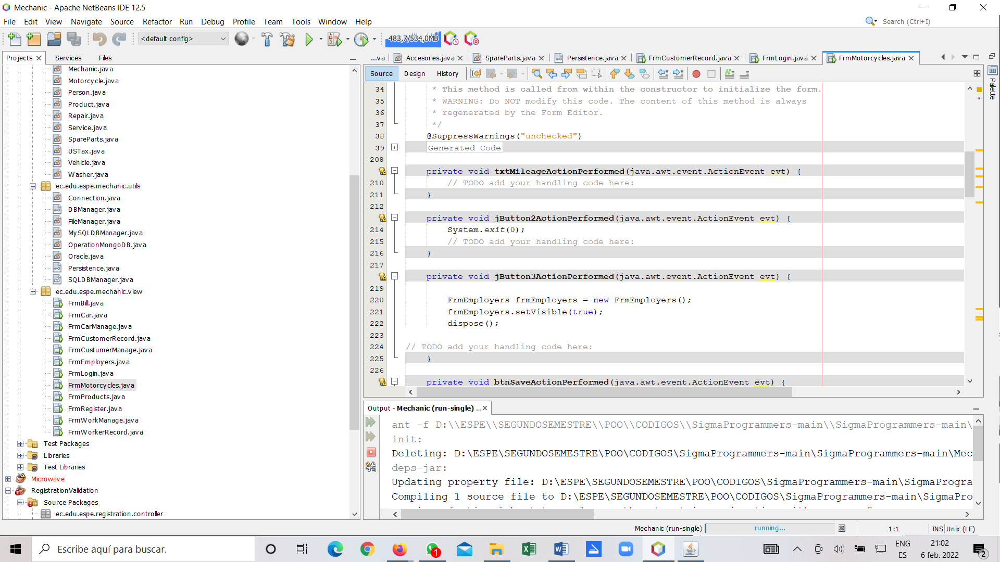 Mechanic - Apache NetBeans IDE 12.5
File Edit View Navigate Source Refactor Run Debug Profile Team Tools Window Help
Search (Ctrl+I)
<default config>
483,7/534,0MB
Projects Services Files
Mechanic.java
Motorcycle.java
Person.java
Product.java
Repair.java
Service.java
SpareParts.java
USTax.java
Vehicle.java
Washer.java
ec.edu.espe.mechanic.utils
Connection.java
DBManager.java
FileManager.java
MySQLDBManager.java
OperationMongoDB.java
Oracle.java
Persistence.java
SQLDBManager.java
ec.edu.espe.mechanic.view
FrmBill.java
FrmCar.java
FrmCarManage.java
FrmCustomerRecord.java
FrmCustumerManage.java
FrmEmployers.java
FrmLogin.java
FrmMotorcycles.java
FrmProducts.java
FrmRegister.java
FrmWorkManage.java
FrmWorkerRecord.java
Test Packages
Libraries
Test Libraries
Microwave
RegistrationValidation
Source Packages
ec.edu.espe.registration.controller
...va Accesories.java SpareParts.java Persistence.java FrmCustomerRecord.java FrmLogin.java FrmMotorcycles.java
Source Design History
Palette
34 * This method is called from within the constructor to initialize the form.
35 * WARNING: Do NOT modify this code. The content of this method is always
36 * regenerated by the Form Editor.
37 */
38 @SuppressWarnings("unchecked")
39 Generated Code
208
private void txtMileageActionPerformed(java.awt.event.ActionEvent evt) {
210 // TODO add your handling code here:
211 }
212
private void jButton2ActionPerformed(java.awt.event.ActionEvent evt) {
214 System.exit(0);
215 // TODO add your handling code here:
216 }
217
private void jButton3ActionPerformed(java.awt.event.ActionEvent evt) {
219
220 FrmEmployers frmEmployers = new FrmEmployers();
221 frmEmployers.setVisible(true);
222 dispose();
223
224 // TODO add your handling code here:
225 }
226
private void btnSaveActionPerformed(java.awt.event.ActionEvent evt) {
Output - Mechanic (run-single) ...
ant -f D:\\ESPE\\SEGUNDOSEMESTRE\\POO\\CODIGOS\\SigmaProgrammers-main\\SigmaProgrammers-main\
init:
Deleting: D:\ESPE\SEGUNDOSEMESTRE\POO\CODIGOS\SigmaProgrammers-main\SigmaProgrammers-main\Mec
deps-jar:
Updating property file: D:\ESPE\SEGUNDOSEMESTRE\POO\CODIGOS\SigmaProgrammers-main\SigmaProgra
Compiling 1 source file to D:\ESPE\SEGUNDOSEMESTRE\POO\CODIGOS\SigmaProgrammers-main\SigmaPro
Mechanic (run-single) running... 1:1 INS Unix (LF)
Escribe aquí para buscar.
1
ENG
ES
21:02
6 feb. 2022
2